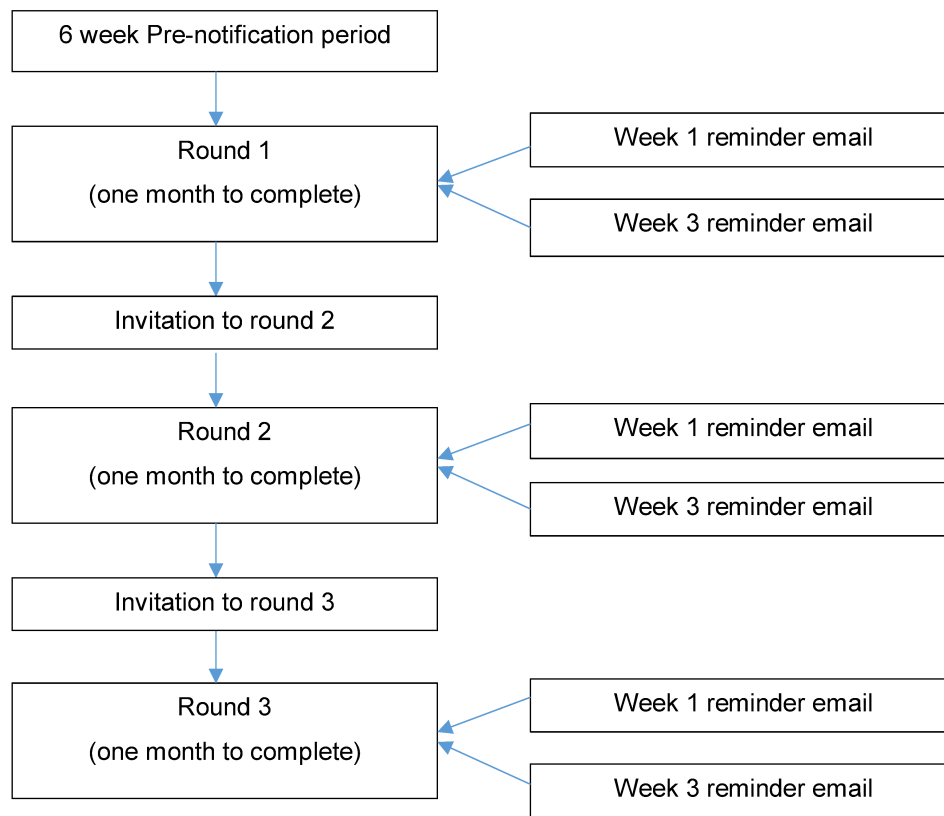 6 week Pre-notification period
Round 1
(one month to complete)
Week 1 reminder email
Week 3 reminder email
Invitation to round 2
Round 2
(one month to complete)
Week 1 reminder email
Week 3 reminder email
Invitation to round 3
Round 3
(one month to complete)
Week 1 reminder email
Week 3 reminder email